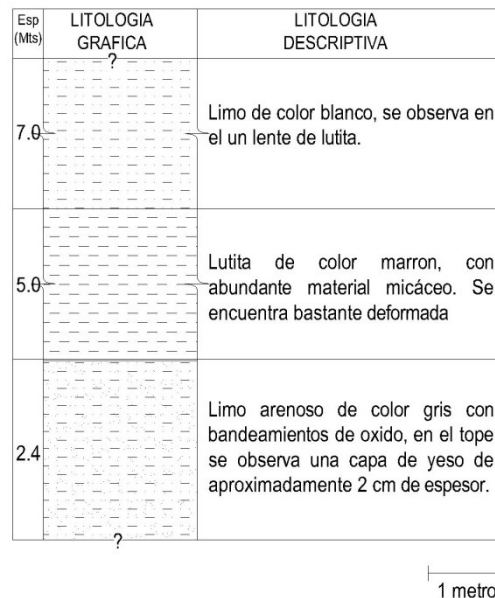 Esp
(Mts)
LITOLOGIA
GRAFICA
LITOLOGIA
DESCRIPTIVA
?
7.0
Limo de color blanco, se observa en
el un lente de lutita.
5.0
Lutita de color marron, con
abundante material micáceo. Se
encuentra bastante deformada
2.4
Limo arenoso de color gris con
bandeamientos de oxido, en el tope
se observa una capa de yeso de
aproximadamente 2 cm de espesor.
?
1 metro